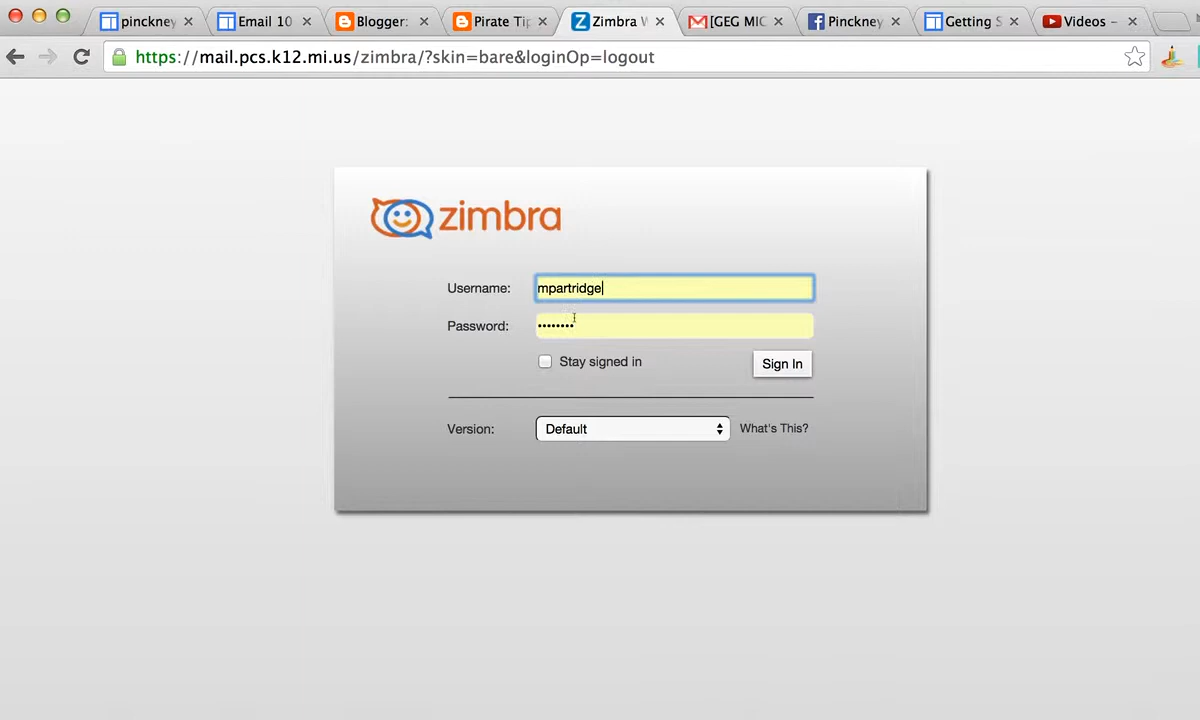 pinckney
Email 10
Blogger:
Pirate Tip
Zimbra W
[GEG MIC
Pinckney
Getting S
Videos –
https://mail.pcs.k12.mi.us/zimbra/?skin=bare&loginOp=logout
zimbra
Username: mpartridge
Password: ••••••••
Stay signed in
Sign In
Version: Default What's This?